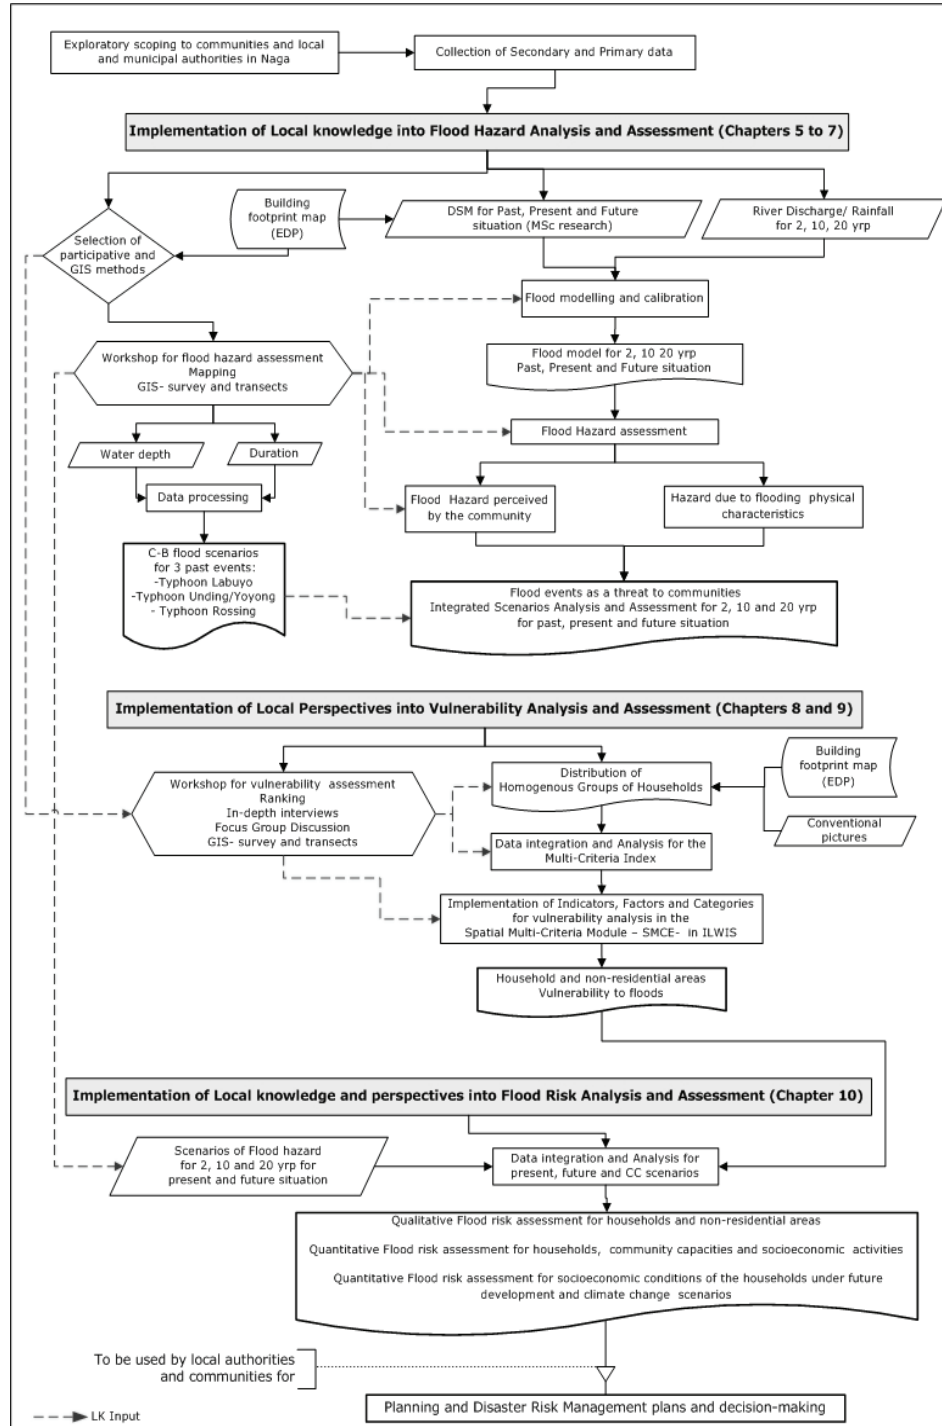 Exploratory scoping to communities and local
and municipal authorities in Naga
Collection of Secondary and Primary data
Implementation of Local knowledge into Flood Hazard Analysis and Assessment (Chapters 5 to 7)
Building
footprint map
(EDP)
DSM for Past, Present and Future
situation (MSc research)
River Discharge/ Rainfall
for 2, 10, 20 yrp
Selection of
participative and
GIS methods
Flood modelling and calibration
Workshop for flood hazard assessment
Mapping
GIS- survey and transects
Flood model for 2, 10 20 yrp
Past, Present and Future situation
Flood Hazard assessment
Water depth
Duration
Data processing
Flood Hazard perceived
by the community
Hazard due to flooding physical
characteristics
C-B flood scenarios
for 3 past events:
-Typhoon Labuyo
-Typhoon Unding/Yoyong
- Typhoon Rossing
Flood events as a threat to communities
Integrated Scenarios Analysis and Assessment for 2, 10 and 20 yrp
for past, present and future situation
Implementation of Local Perspectives into Vulnerability Analysis and Assessment (Chapters 8 and 9)
Workshop for vulnerability assessment
Ranking
In-depth interviews
Focus Group Discussion
GIS- survey and transects
Distribution of
Homogenous Groups of Households
Building
footprint map
(EDP)
Conventional
pictures
Data integration and Analysis for the
Multi-Criteria Index
Implementation of Indicators, Factors and Categories
for vulnerability analysis in the
Spatial Multi-Criteria Module – SMCE- in ILWIS
Household and non-residential areas
Vulnerability to floods
Implementation of Local knowledge and perspectives into Flood Risk Analysis and Assessment (Chapter 10)
Scenarios of Flood hazard
for 2, 10 and 20 yrp for
present and future situation
Data integration and Analysis for
present, future and CC scenarios
Qualitative Flood risk assessment for households and non-residential areas
Quantitative Flood risk assessment for households, community capacities and socioeconomic activities
Quantitative Flood risk assessment for socioeconomic conditions of the households under future
development and climate change scenarios
To be used by local authorities
and communities for
Planning and Disaster Risk Management plans and decision-making
LK Input